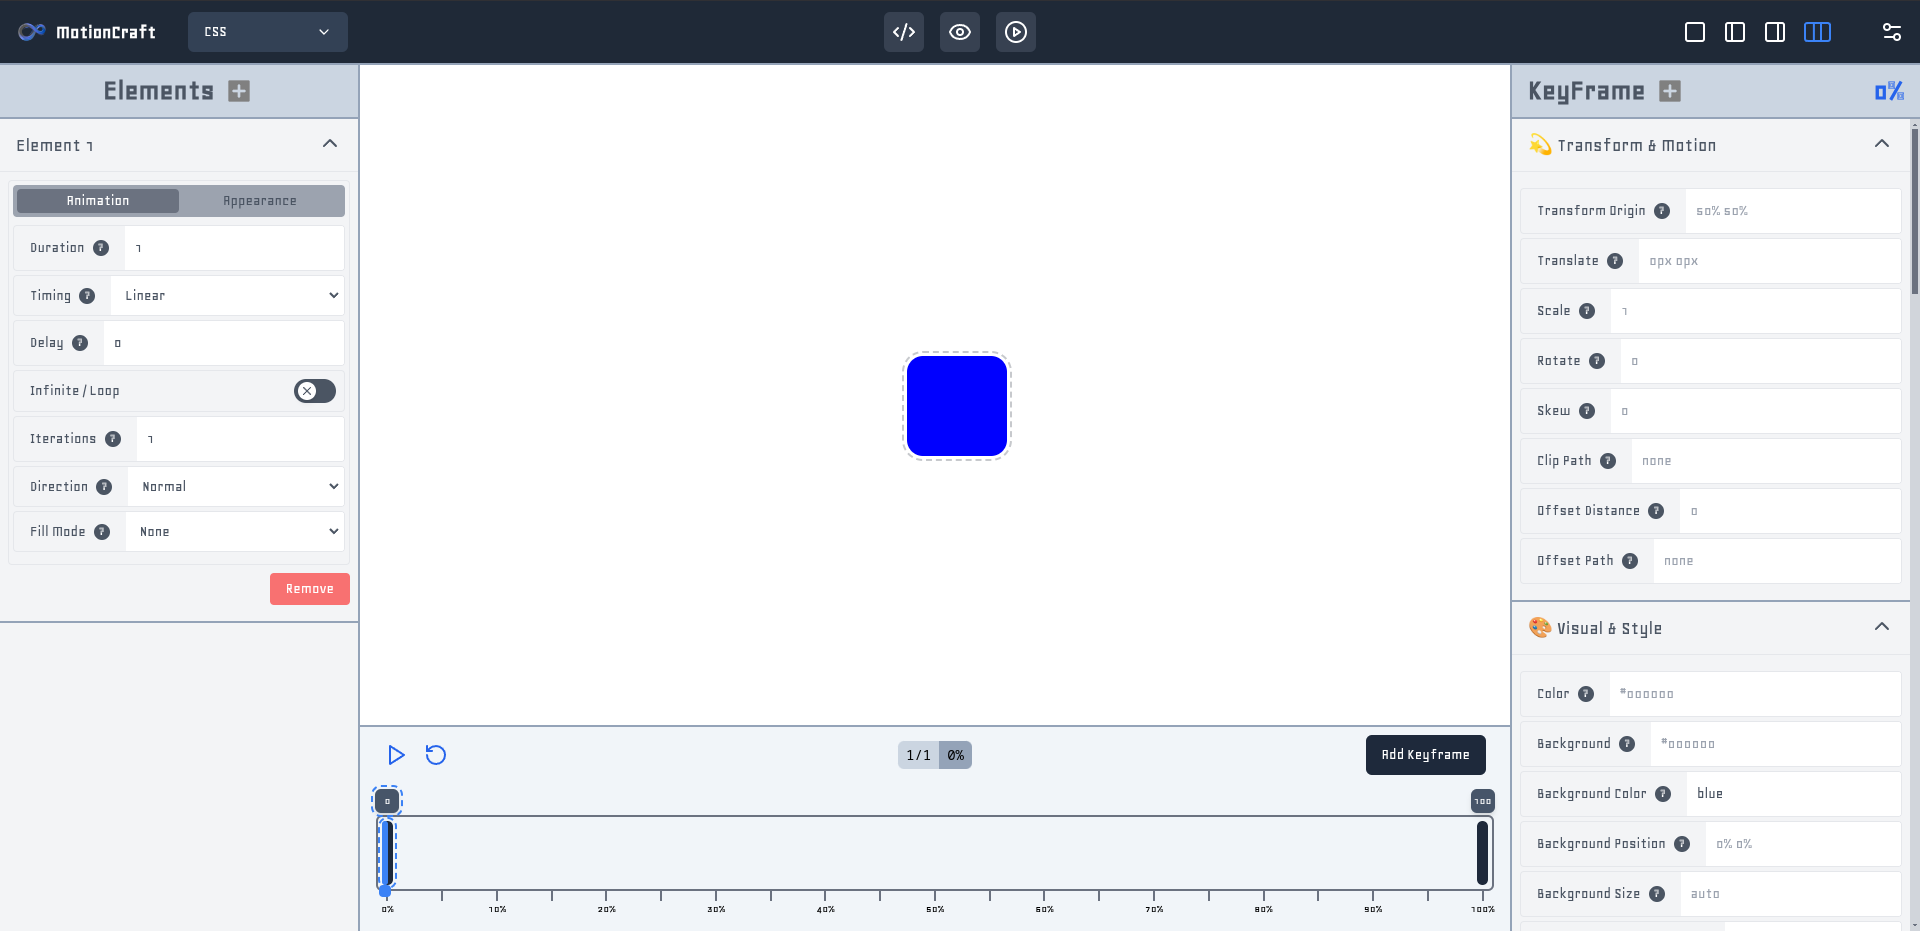 MotionCraft
CSS
Elements
Element 1
Animation
Appearance
Duration ?
1
Timing ?
Linear
Delay ?
0
Infinite / Loop
Iterations ?
1
Direction ?
Normal
Fill Mode ?
None
Remove
1/1 0%
Add Keyframe
0
100
0% 10% 20% 30% 40% 50% 60% 70% 80% 90% 100%
KeyFrame
0%
💫 Transform & Motion
Transform Origin ?
50% 50%
Translate ?
0px 0px
Scale ?
1
Rotate ?
0
Skew ?
0
Clip Path ?
none
Offset Distance ?
0
Offset Path ?
none
🎨 Visual & Style
Color ?
#000000
Background ?
#000000
Background Color ?
blue
Background Position ?
0% 0%
Background Size ?
auto